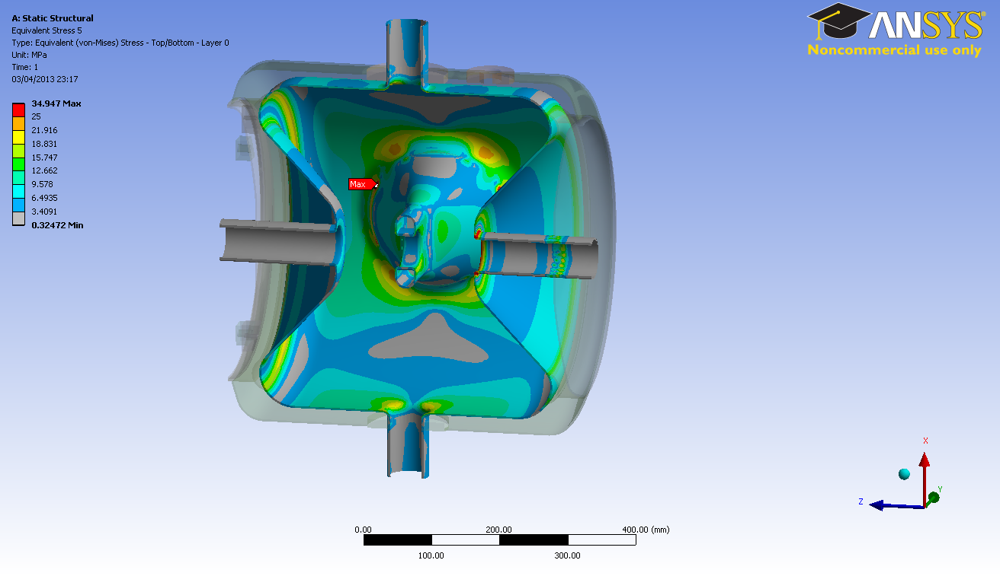 A: Static Structural
Equivalent Stress 5
Type: Equivalent (von-Mises) Stress - Top/Bottom - Layer 0
Unit: MPa
Time: 1
03/04/2013 23:17
34.947 Max
25
21.916
18.831
15.747
12.662
9.578
6.4935
3.4091
0.32472 Min
ANSYS®
Noncommercial use only
Max
X
Y
Z
0.00 200.00 400.00 (mm)
100.00 300.00